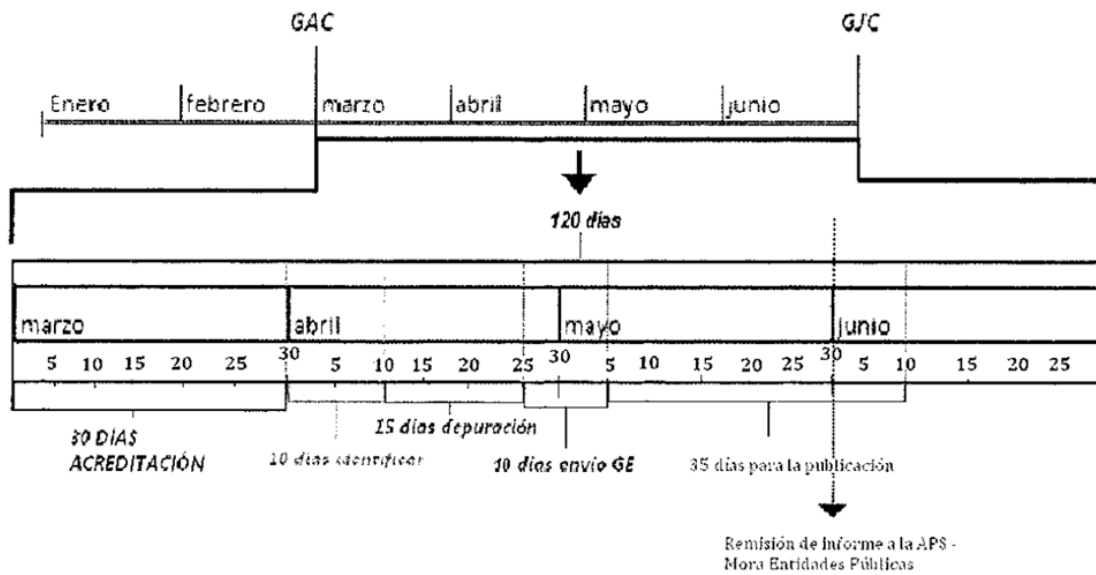 GAC GJC
Enero febrero marzo abril mayo junio
120 días
marzo abril mayo junio
5 10 20 25 30 5 10 15 20 25 30 5 10 15 20 25 30 5 10 15 20 25
30 DÍAS
ACREDITACIÓN
10 días identificar
15 días depuración
10 días envío GE
35 días para la publicación
Remisión de informe a la APS -
Mora Entidades Públicas